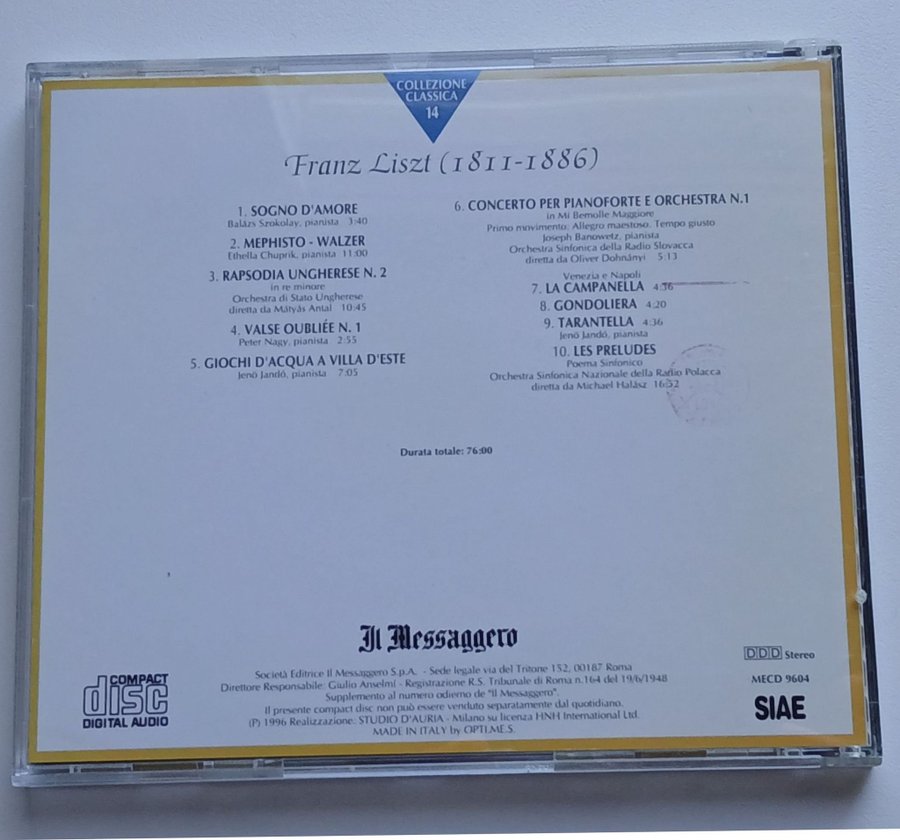 COLLEZIONE
CLASSICA
14
Franz Liszt (1811-1886)
1. SOGNO D'AMORE
Balázs Szokolay, pianista 3:40
2. MEPHISTO - WALZER
Ethella Chuprik, pianista 11:00
3. RAPSODIA UNGHERESE N. 2
in re minore
Orchestra di Stato Ungherese
diretta da Mátyás Antal 10:45
4. VALSE OUBLIÉE N. 1
Peter Nagy, pianista 2:55
5. GIOCHI D'ACQUA A VILLA D'ESTE
Jenö Jandó, pianista 7:05
6. CONCERTO PER PIANOFORTE E ORCHESTRA N.1
in Mi Bemolle Maggiore
Primo movimento: Allegro maestoso. Tempo giusto
Joseph Banowetz, pianista
Orchestra Sinfonica della Radio Slovacca
diretta da Oliver Dohnányi 5:13
Venezia e Napoli
7. LA CAMPANELLA 4:36
8. GONDOLIERA 4:20
9. TARANTELLA 4:36
Jenö Jandó, pianista
10. LES PRELUDES
Poema Sinfonico
Orchestra Sinfonica Nazionale della Radio Polacca
diretta da Michael Halász 16:52
Durata totale: 76:00
Il Messaggero
Società Editrice Il Messaggero S.p.A. - Sede legale via del Tritone 152, 00187 Roma
Direttore Responsabile: Giulio Anselmi - Registrazione R.S. Tribunale di Roma n.164 del 19/6/1948
Supplemento al numero odierno de "Il Messaggero".
Il presente compact disc non può essere venduto separatamente dal quotidiano.
(P) 1996 Realizzazione: STUDIO D'AURIA - Milano su licenza HNH International Ltd.
MADE IN ITALY by OPTI.ME.S.
COMPACT
disc
DIGITAL AUDIO
DDD Stereo
MECD 9604
SIAE